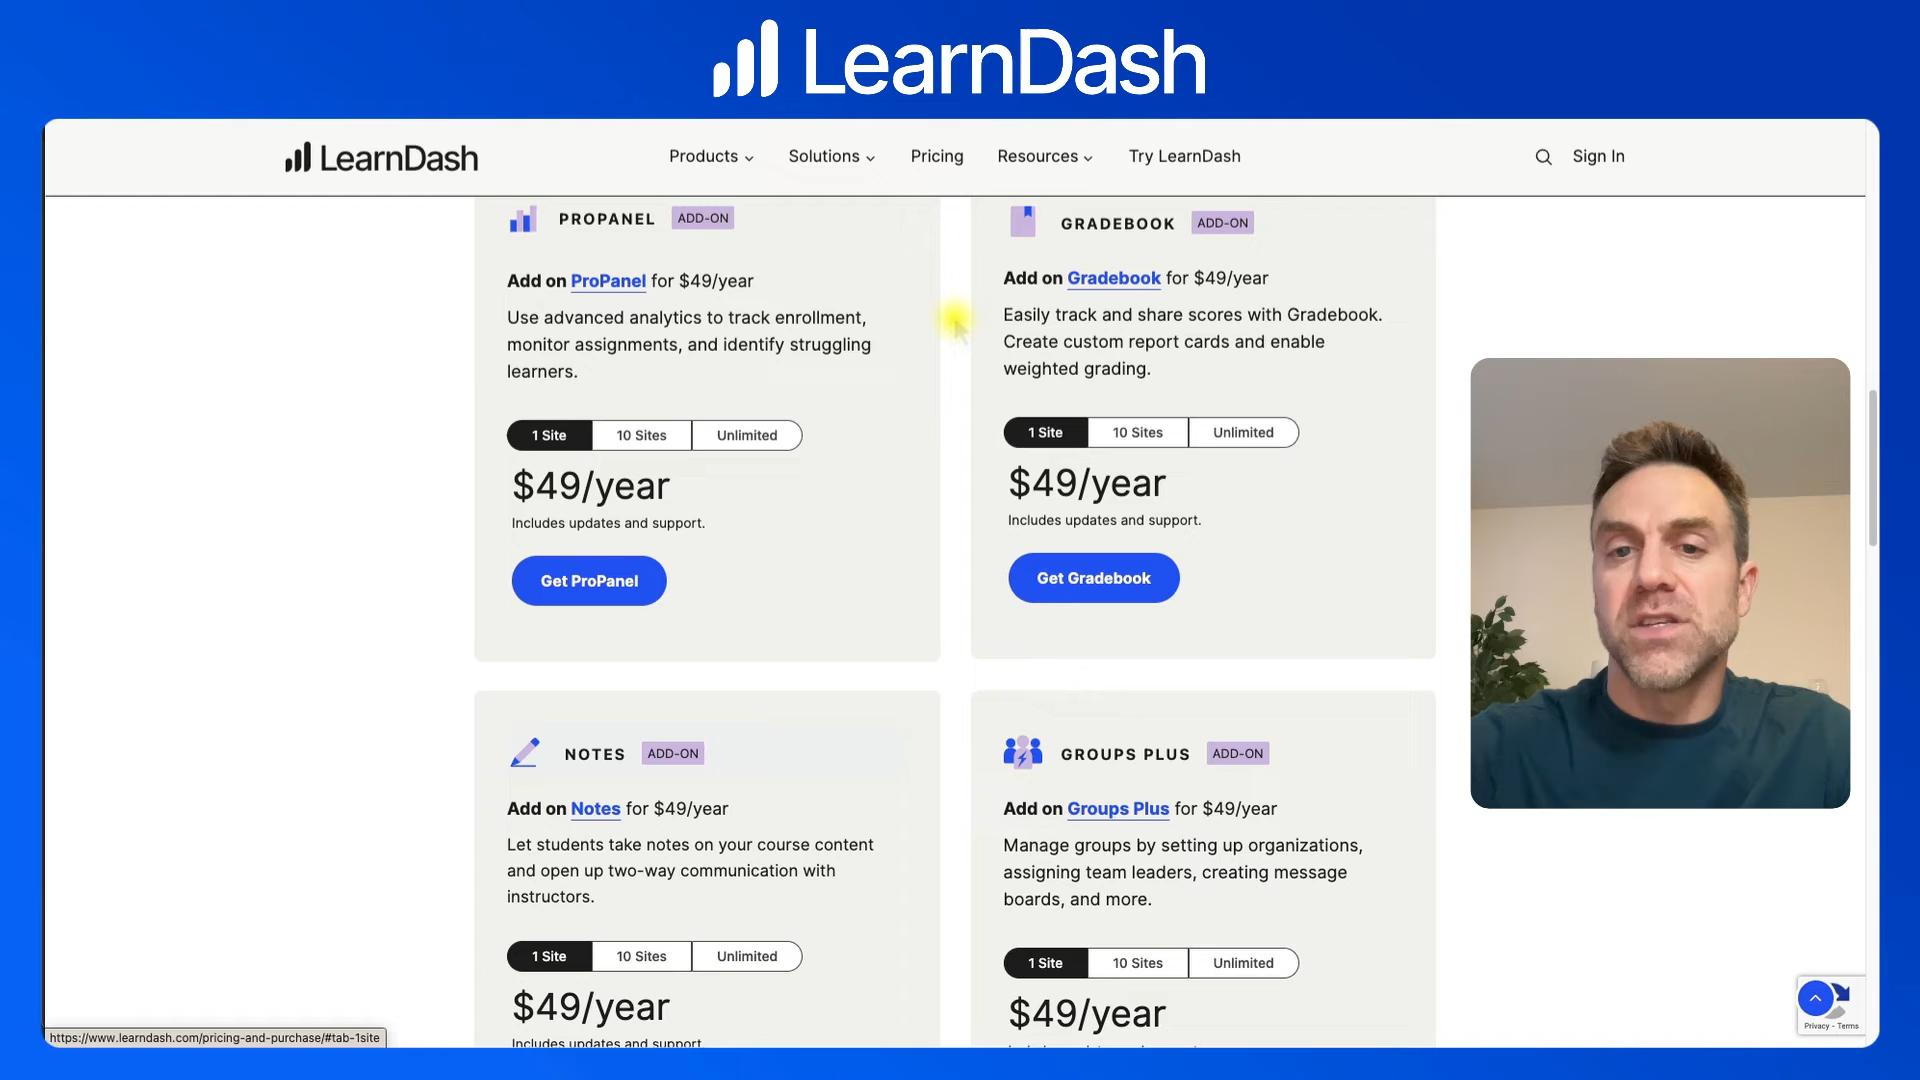 LearnDash
LearnDash
Products
Solutions
Pricing
Resources
Try LearnDash
Sign In
PROPANEL
ADD-ON
Add on ProPanel for $49/year
Use advanced analytics to track enrollment,
monitor assignments, and identify struggling
learners.
1 Site
10 Sites
Unlimited
$49/year
Includes updates and support.
Get ProPanel
GRADEBOOK
ADD-ON
Add on Gradebook for $49/year
Easily track and share scores with Gradebook.
Create custom report cards and enable
weighted grading.
1 Site
10 Sites
Unlimited
$49/year
Includes updates and support.
Get Gradebook
NOTES
ADD-ON
Add on Notes for $49/year
Let students take notes on your course content
and open up two-way communication with
instructors.
1 Site
10 Sites
Unlimited
$49/year
Includes updates and support.
GROUPS PLUS
ADD-ON
Add on Groups Plus for $49/year
Manage groups by setting up organizations,
assigning team leaders, creating message
boards, and more.
1 Site
10 Sites
Unlimited
$49/year
Privacy - Terms
https://www.learndash.com/pricing-and-purchase/#tab-1site